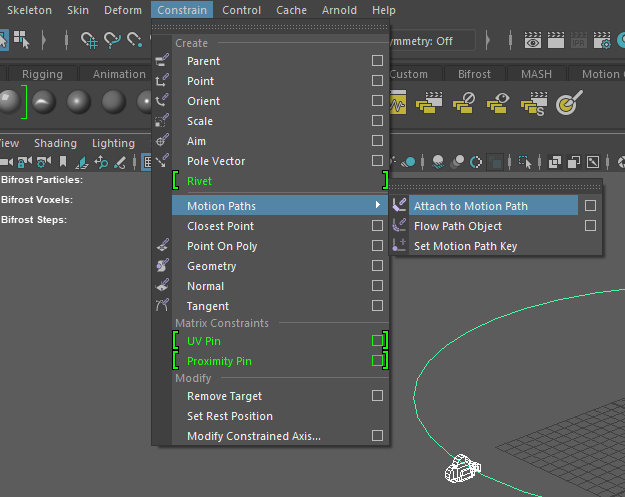 Skeleton Skin Deform Constrain Control Cache Arnold Help
mmetry: Off
IPR
Rigging Animation Custom Bifrost MASH Motion
S
View Shading Lighting
Bifrost Particles:
Bifrost Voxels:
Bifrost Steps:
Create
Parent
Point
Orient
Scale
Aim
Pole Vector
Rivet
Motion Paths
Attach to Motion Path
Flow Path Object
Set Motion Path Key
Closest Point
Point On Poly
Geometry
Normal
Tangent
Matrix Constraints
UV Pin
Proximity Pin
Modify
Remove Target
Set Rest Position
Modify Constrained Axis...